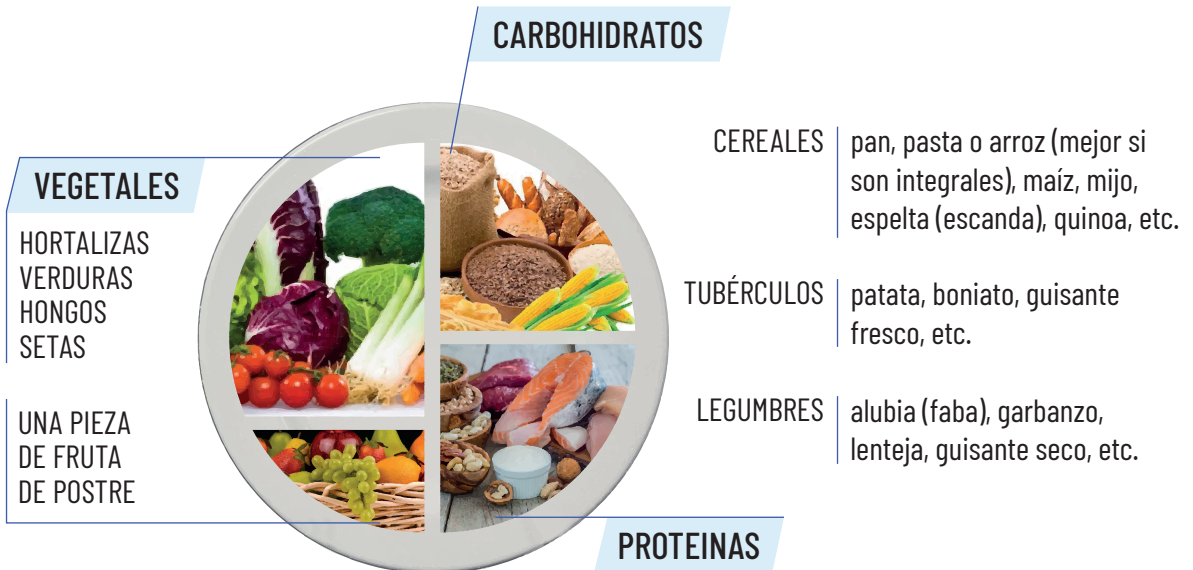 CARBOHIDRATOS
VEGETALES
HORTALIZAS
VERDURAS
HONGOS
SETAS
UNA PIEZA
DE FRUTA
DE POSTRE
CEREALES
pan, pasta o arroz (mejor si
son integrales), maíz, mijo,
espelta (escanda), quinoa, etc.
TUBÉRCULOS
patata, boniato, guisante
fresco, etc.
LEGUMBRES
alubia (faba), garbanzo,
lenteja, guisante seco, etc.
PROTEINAS